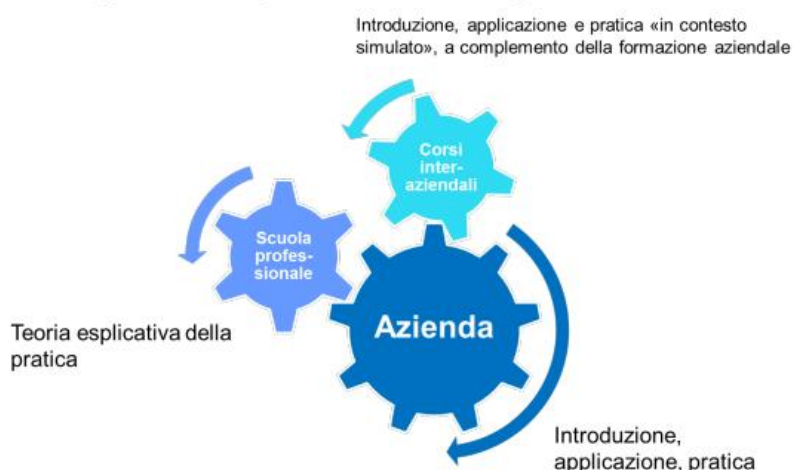 Introduzione, applicazione e pratica «in contesto
simulato», a complemento della formazione aziendale
Corsi
inter-
aziendali
Scuola
profes-
sionale
Azienda
Teoria esplicativa della
pratica
Introduzione,
applicazione, pratica